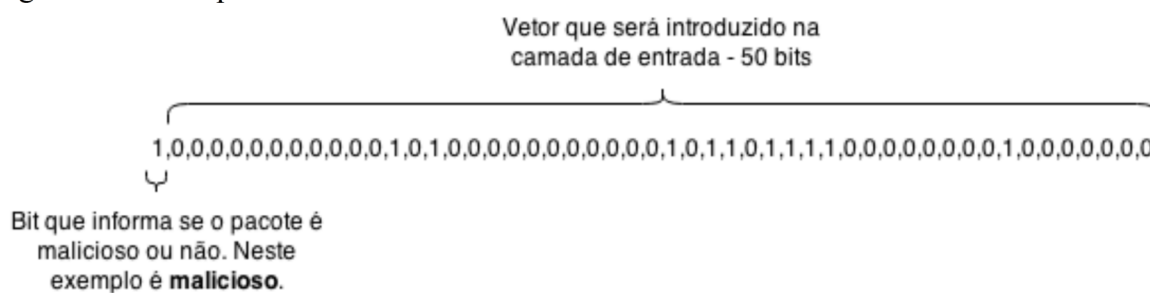 Vetor que será introduzido na
camada de entrada - 50 bits
1,0,0,0,0,0,0,0,0,0,0,0,1,0,1,0,0,0,0,0,0,0,0,0,0,0,1,0,1,1,0,1,1,1,1,0,0,0,0,0,0,0,0,1,0,0,0,0,0,0,0
Bit que informa se o pacote é
malicioso ou não. Neste
exemplo é malicioso.